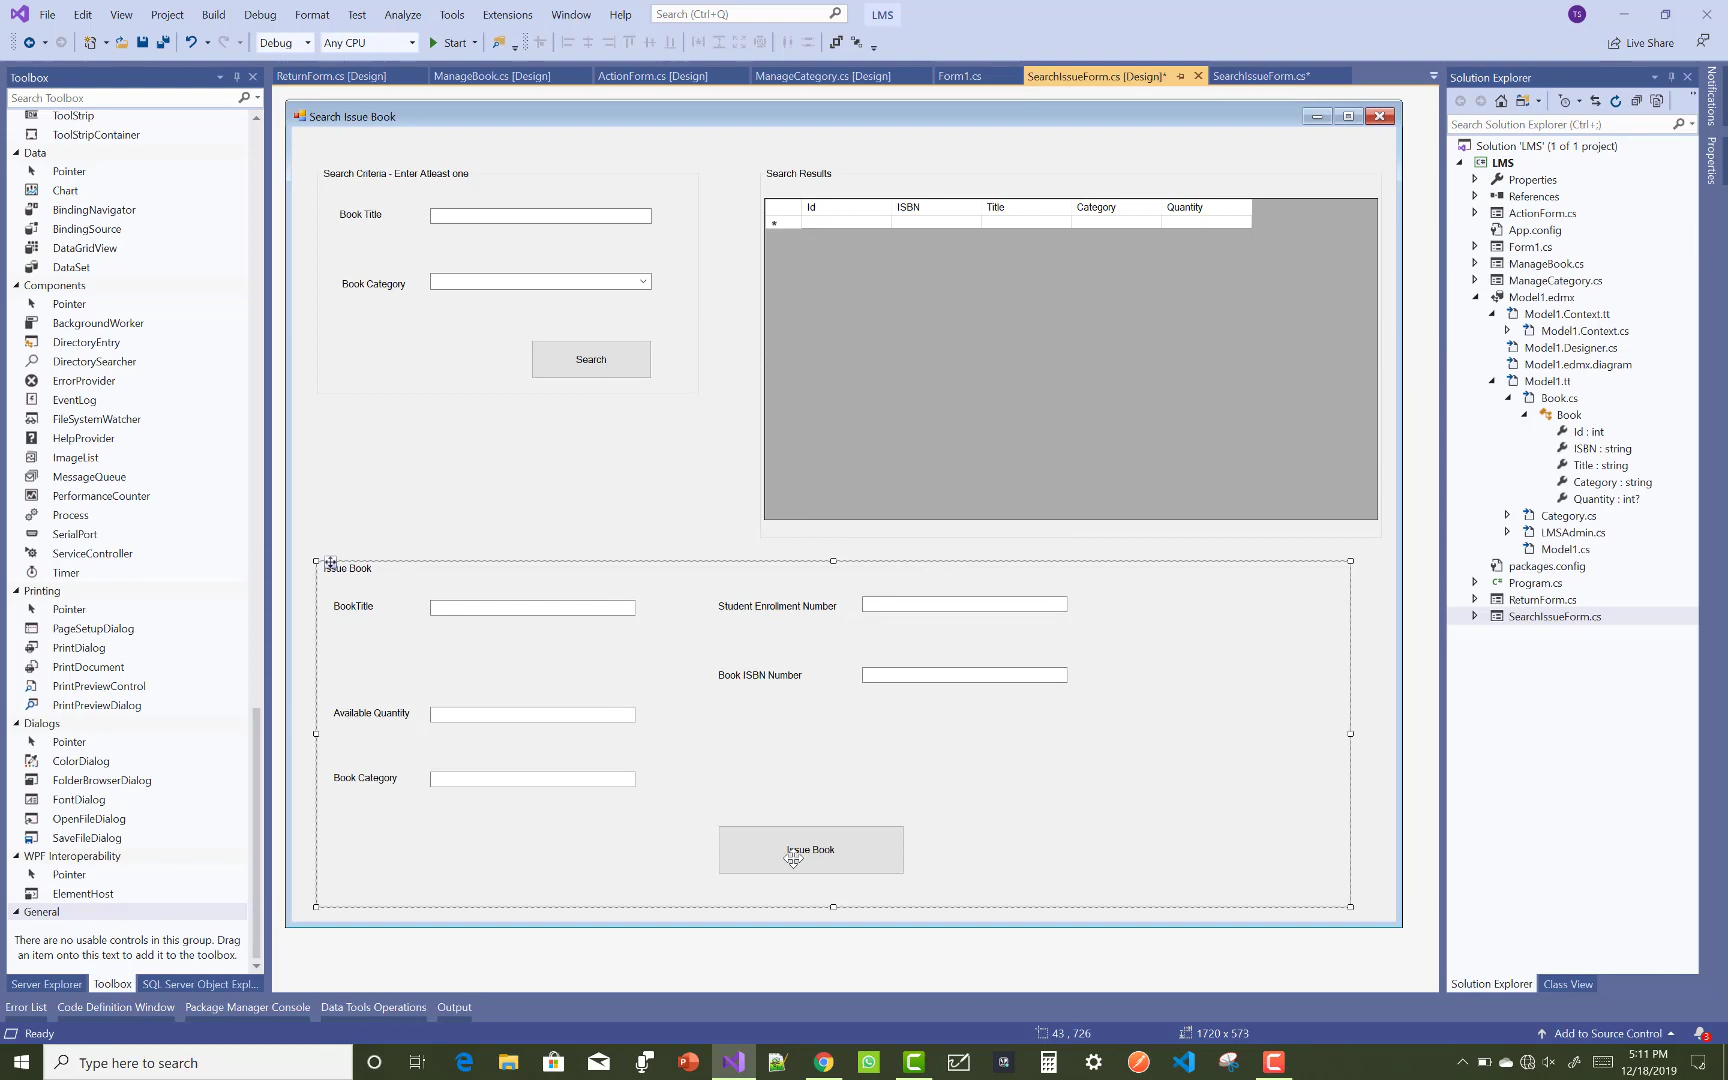 File Edit View Project Build Debug Format Test Analyze Tools Extensions Window Help Search (Ctrl+Q) LMS TS
Debug Any CPU Start Live Share
Toolbox
Search Toolbox
ToolStrip
ToolStripContainer
Data
Pointer
Chart
BindingNavigator
BindingSource
DataGridView
DataSet
Components
Pointer
BackgroundWorker
DirectoryEntry
DirectorySearcher
ErrorProvider
EventLog
FileSystemWatcher
HelpProvider
ImageList
MessageQueue
PerformanceCounter
Process
SerialPort
ServiceController
Timer
Printing
Pointer
PageSetupDialog
PrintDialog
PrintDocument
PrintPreviewControl
PrintPreviewDialog
Dialogs
Pointer
ColorDialog
FolderBrowserDialog
FontDialog
OpenFileDialog
SaveFileDialog
WPF Interoperability
Pointer
ElementHost
General
There are no usable controls in this group. Drag
an item onto this text to add it to the toolbox.
Server Explorer Toolbox SQL Server Object Expl...
ReturnForm.cs [Design] ManageBook.cs [Design] ActionForm.cs [Design] ManageCategory.cs [Design] Form1.cs SearchIssueForm.cs [Design]* SearchIssueForm.cs*
Search Issue Book
Search Criteria - Enter Atleast one
Book Title
Book Category
Search
Search Results
Id ISBN Title Category Quantity
*
Issue Book
BookTitle
Student Enrollment Number
Book ISBN Number
Available Quantity
Book Category
Issue Book
Solution Explorer
Search Solution Explorer (Ctrl+;)
Solution 'LMS' (1 of 1 project)
C# LMS
Properties
References
ActionForm.cs
App.config
Form1.cs
ManageBook.cs
ManageCategory.cs
Model1.edmx
Model1.Context.tt
Model1.Context.cs
Model1.Designer.cs
Model1.edmx.diagram
Model1.tt
Book.cs
Book
Id : int
ISBN : string
Title : string
Category : string
Quantity : int?
Category.cs
LMSAdmin.cs
Model1.cs
packages.config
Program.cs
ReturnForm.cs
SearchIssueForm.cs
Solution Explorer Class View
Notifications
Properties
Error List Code Definition Window Package Manager Console Data Tools Operations Output
Ready 43 , 726 1720 x 573 Add to Source Control 3
Type here to search
5:11 PM
12/18/2019